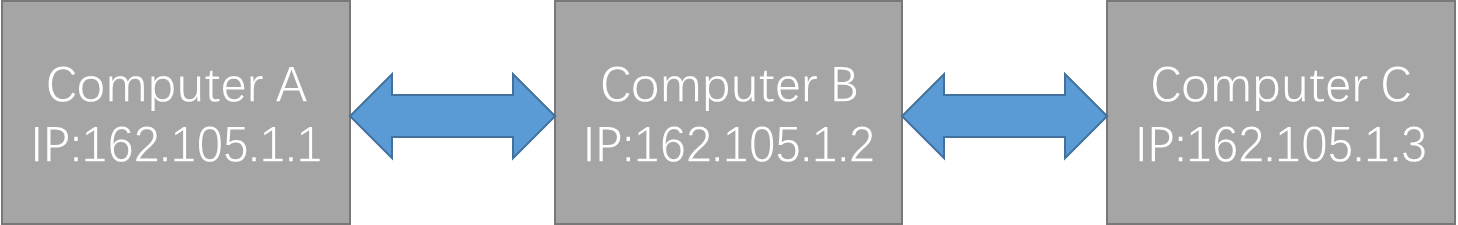 Computer A
IP:162.105.1.1
Computer B
IP:162.105.1.2
Computer C
IP:162.105.1.3